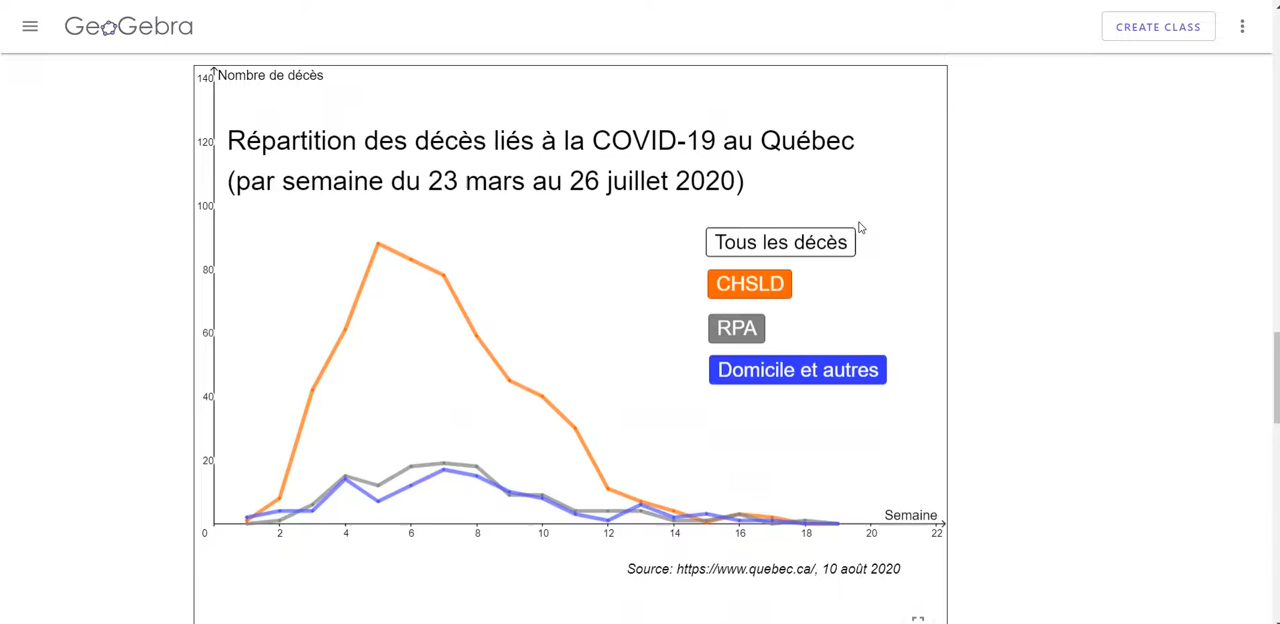 GeoGebra
CREATE CLASS
Nombre de décès
Répartition des décès liés à la COVID-19 au Québec
(par semaine du 23 mars au 26 juillet 2020)
Tous les décès
CHSLD
RPA
Domicile et autres
140
120
100
80
60
40
20
0
2
4
6
8
10
12
14
16
18
20
22
Semaine
Source: https://www.quebec.ca/, 10 août 2020